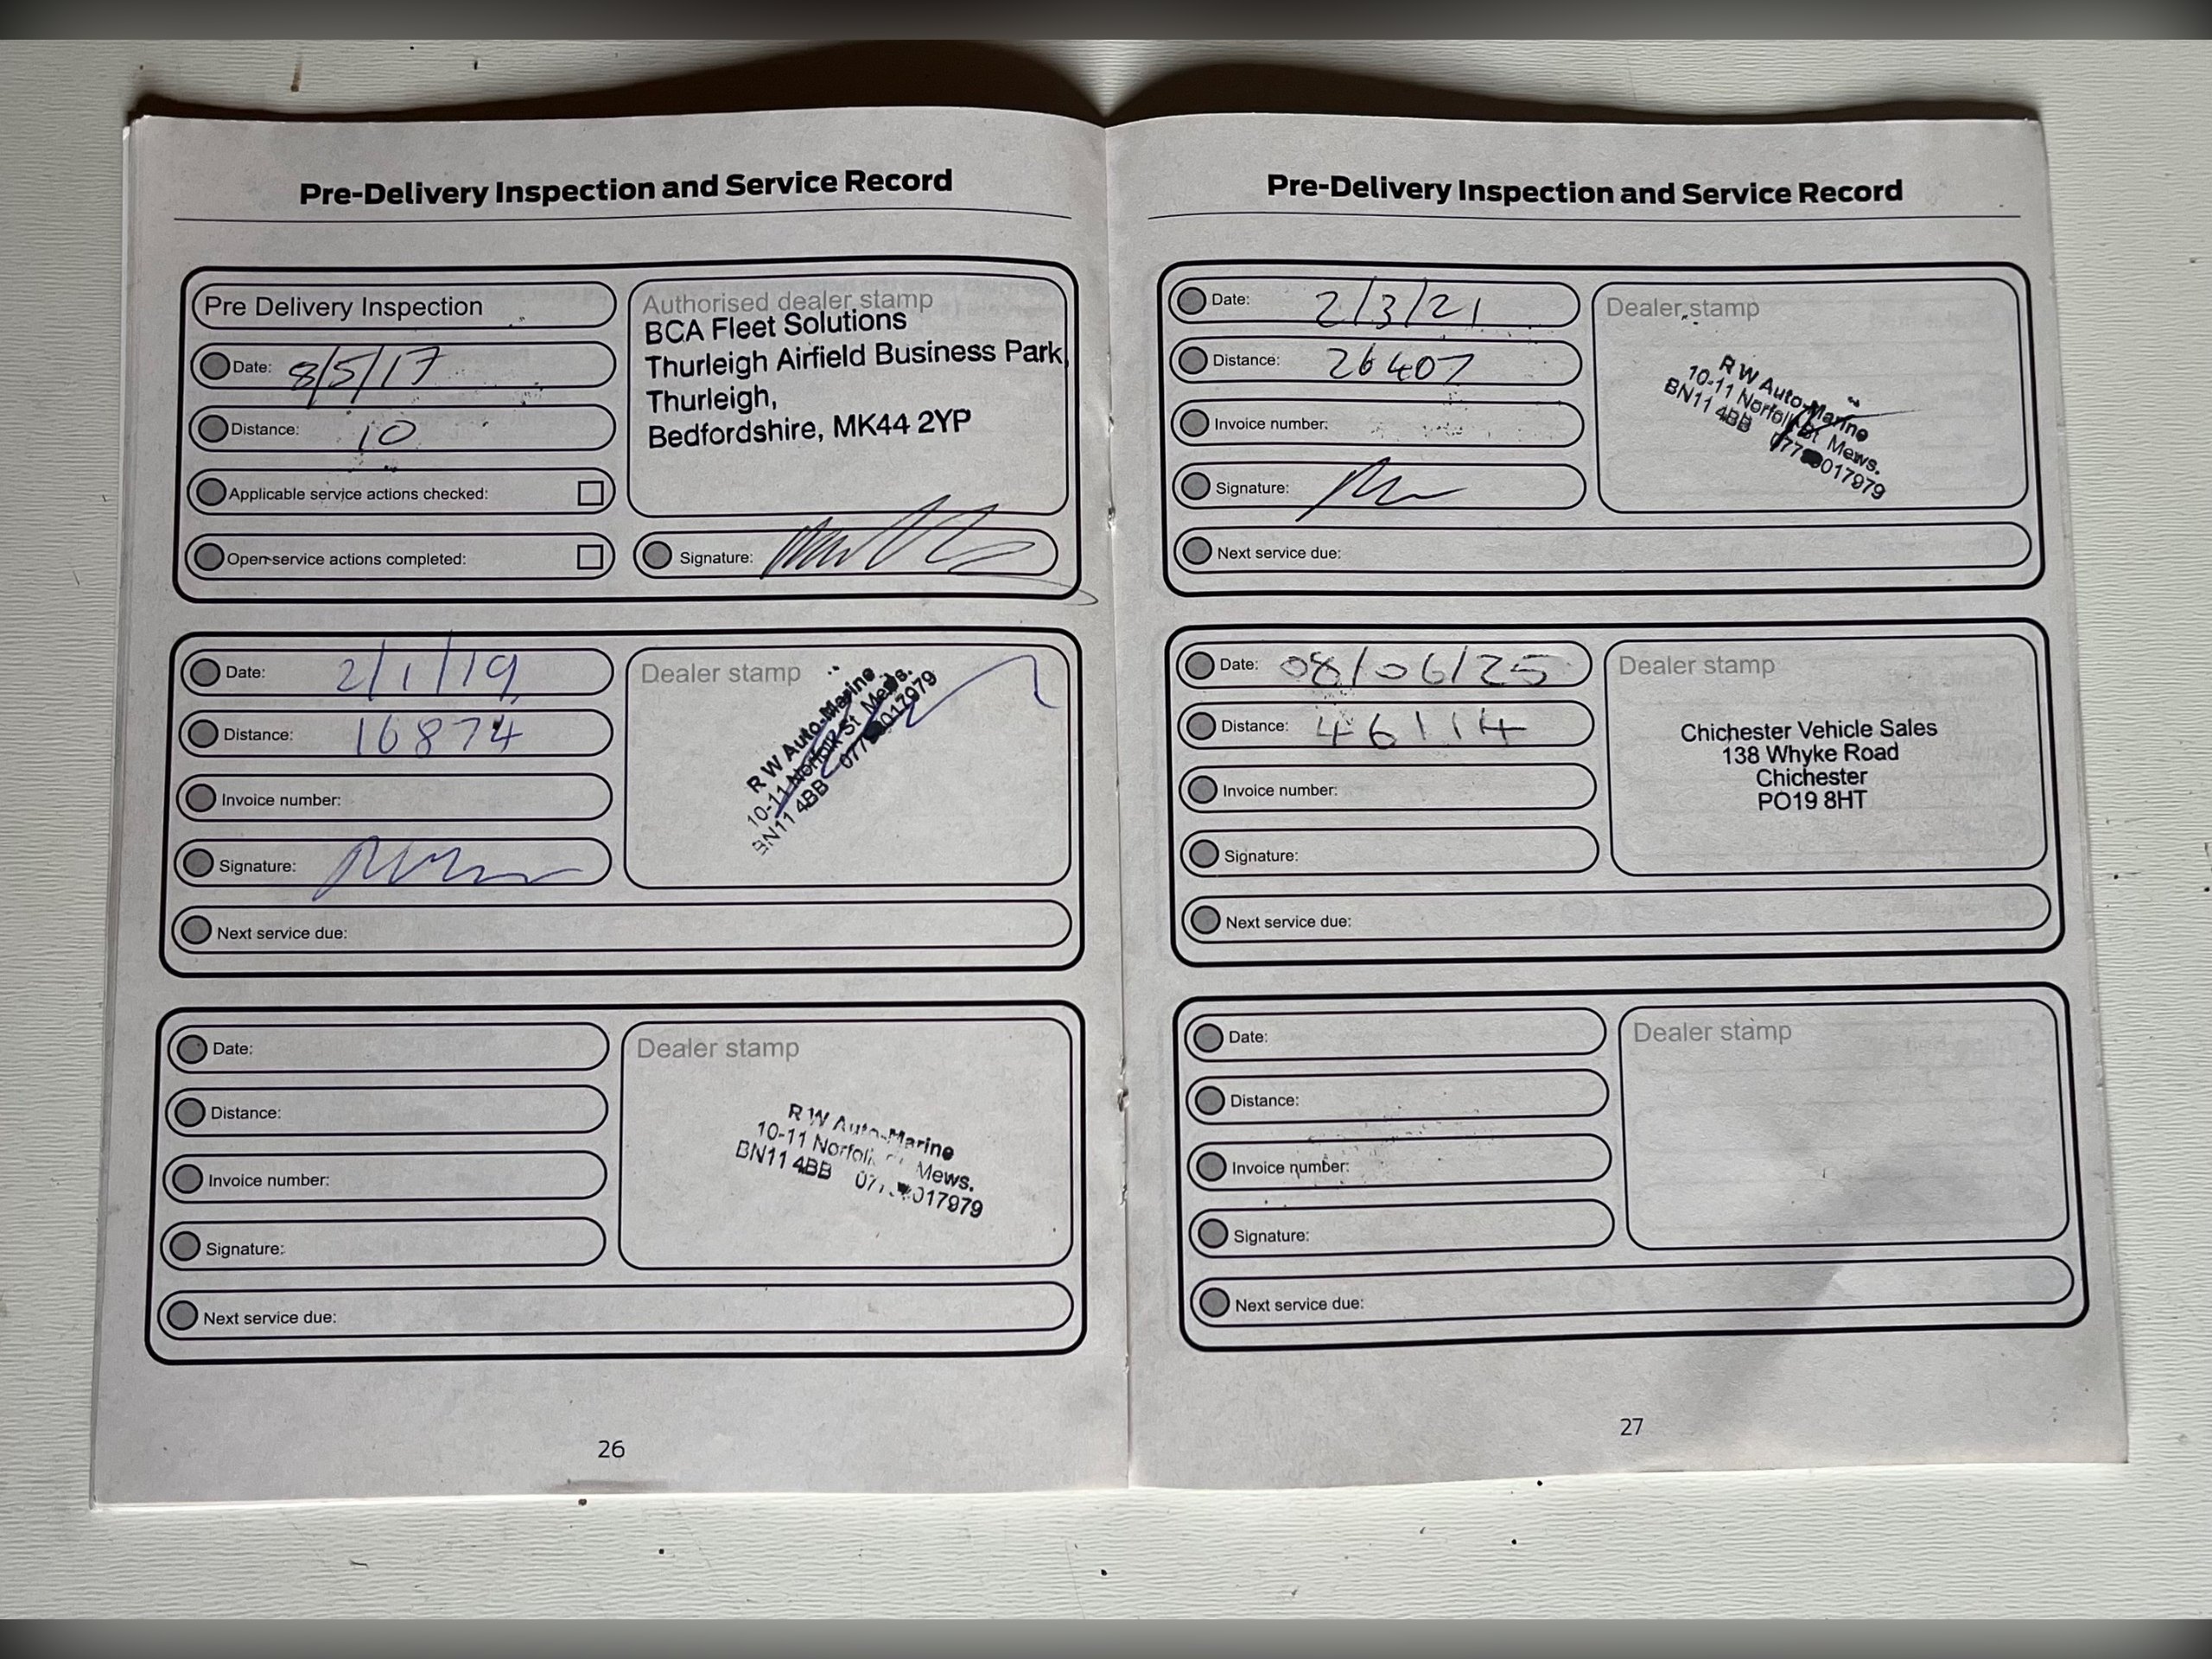 Pre-Delivery Inspection and Service Record
Pre Delivery Inspection
Date: 8/5/17
Distance: 10
Applicable service actions checked:
Open service actions completed:
Authorised dealer stamp
BCA Fleet Solutions
Thurleigh Airfield Business Park,
Thurleigh,
Bedfordshire, MK44 2YP
Signature:
Date: 2/1/19
Distance: 16874
Invoice number:
Signature:
Next service due:
Dealer stamp
R W Auto-Marine
10-11 Norfolk St Mews.
BN11 4BB 017979
Date:
Distance:
Invoice number:
Signature:
Next service due:
Dealer stamp
R W Auto-Marine
10-11 Mews.
BN11 4BB 017979
26
Pre-Delivery Inspection and Service Record
Date: 2/3/21
Distance: 26407
Invoice number:
Signature:
Next service due:
Dealer stamp
R W Auto-Marine
10-11 Norfolk St Mews.
BN11 4BB 017979
Date: 08/06/25
Distance: 46114
Invoice number:
Signature:
Next service due:
Dealer stamp
Chichester Vehicle Sales
138 Whyke Road
Chichester
PO19 8HT
Date:
Distance:
Invoice number:
Signature:
Next service due:
Dealer stamp
27